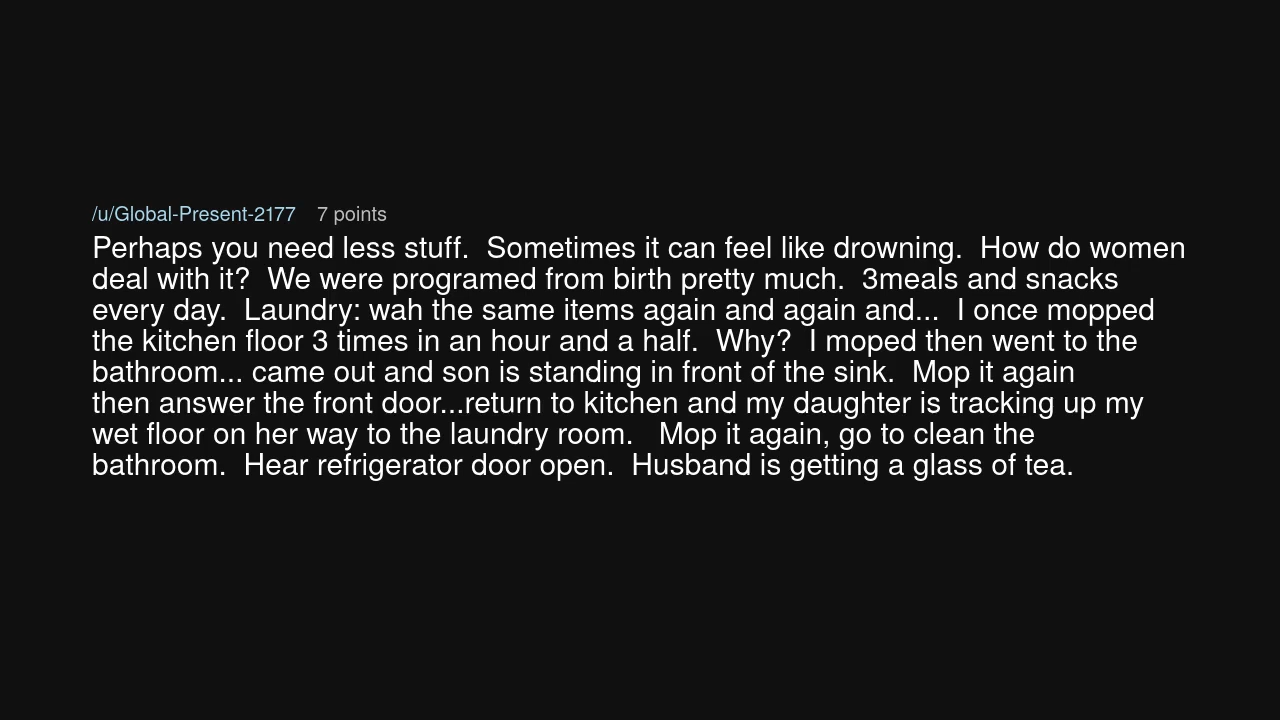 /u/Global-Present-2177 7 points
Perhaps you need less stuff.  Sometimes it can feel like drowning.  How do women
deal with it?  We were programed from birth pretty much.  3meals and snacks
every day.  Laundry: wah the same items again and again and...  I once mopped
the kitchen floor 3 times in an hour and a half.  Why?  I moped then went to the
bathroom... came out and son is standing in front of the sink.  Mop it again
then answer the front door...return to kitchen and my daughter is tracking up my
wet floor on her way to the laundry room.   Mop it again, go to clean the
bathroom.  Hear refrigerator door open.  Husband is getting a glass of tea.